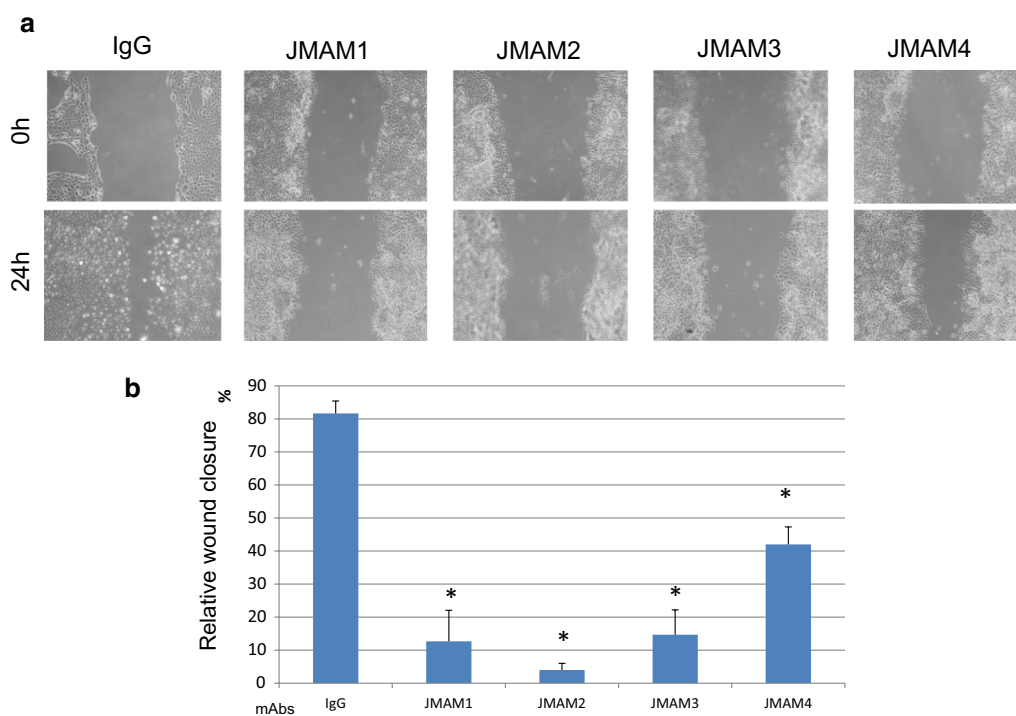 a
IgG
JMAM1
JMAM2
JMAM3
JMAM4
0h
24h
b
%
Relative wound closure
90
80
70
60
50
40
30
20
10
0
*
*
*
*
mAbs
IgG
JMAM1
JMAM2
JMAM3
JMAM4